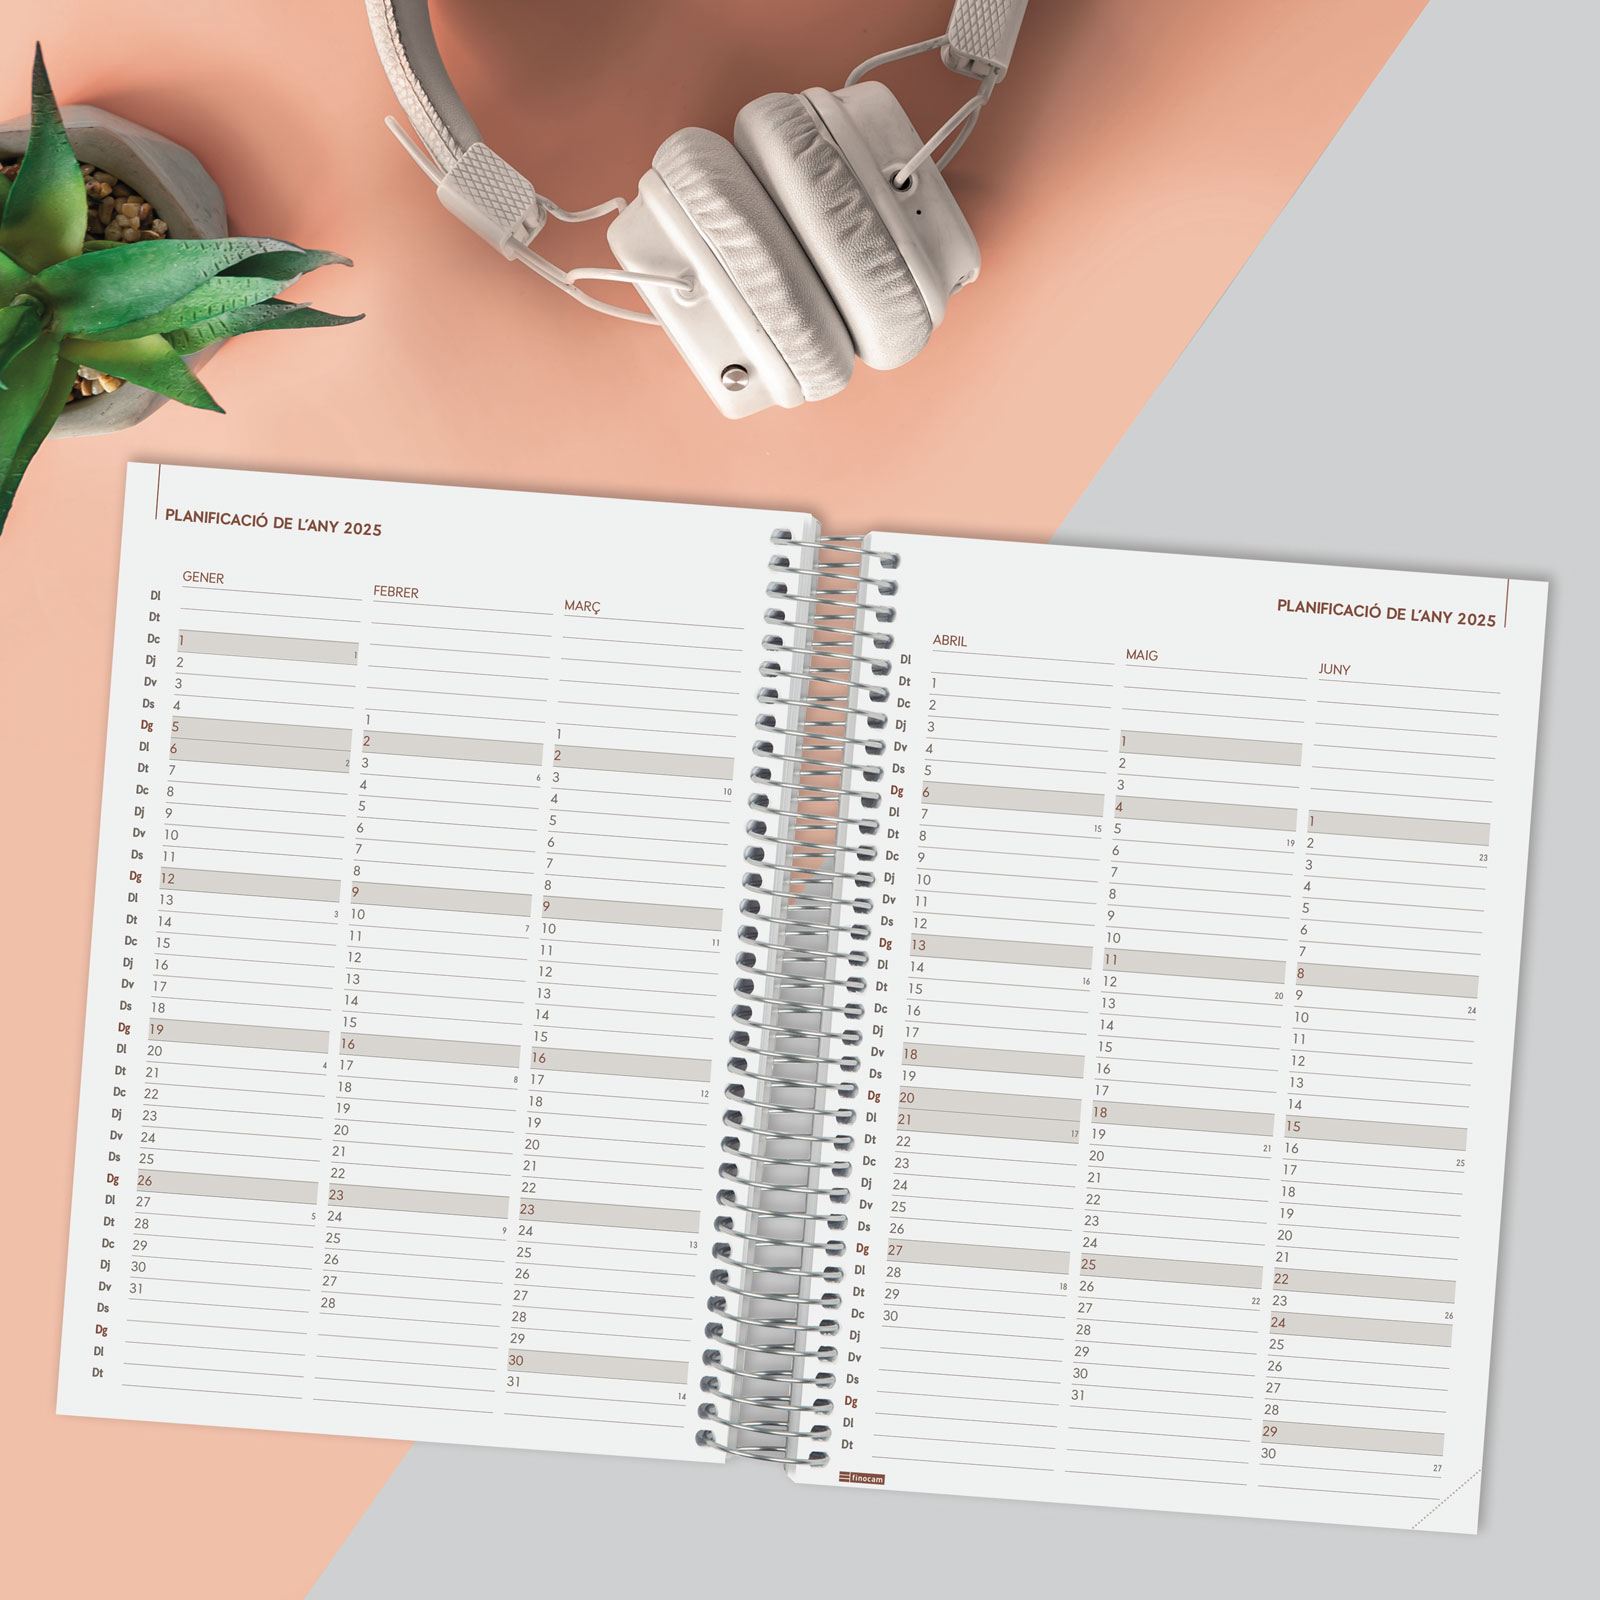 PLANIFICACIÓ DE L'ANY 2025
GENER FEBRER MARÇ
Dl
Dt
Dc 1 1
Dj 2
Dv 3
Ds 4 1 1
Dg 5 2 2
Dl 6 2 3 6 3 10
Dt 7 4 4
Dc 8 5 5
Dj 9 6 6
Dv 10 7 7
Ds 11 8 8
Dg 12 9 9
Dl 13 3 10 7 10 11
Dt 14 11 11
Dc 15 12 12
Dj 16 13 13
Dv 17 14 14
Ds 18 15 15
Dg 19 16 16
Dl 20 4 17 8 17 12
Dt 21 18 18
Dc 22 19 19
Dj 23 20 20
Dv 24 21 21
Ds 25 22 22
Dg 26 23 23
Dl 27 5 24 9 24 13
Dt 28 25 25
Dc 29 26 26
Dj 30 27 27
Dv 31 28 28
Ds 29
Dg 30
Dl 31 14
Dt
PLANIFICACIÓ DE L'ANY 2025
ABRIL MAIG JUNY
Dl
Dt 1
Dc 2
Dj 3 1
Dv 4 2
Ds 5 3
Dg 6 4 1
Dl 7 15 5 19 2 23
Dt 8 6 3
Dc 9 7 4
Dj 10 8 5
Dv 11 9 6
Ds 12 10 7
Dg 13 11 8
Dl 14 16 12 20 9 24
Dt 15 13 10
Dc 16 14 11
Dj 17 15 12
Dv 18 16 13
Ds 19 17 14
Dg 20 18 15
Dl 21 17 19 21 16 25
Dt 22 20 17
Dc 23 21 18
Dj 24 22 19
Dv 25 23 20
Ds 26 24 21
Dg 27 25 22
Dl 28 18 26 22 23 26
Dt 29 27 24
Dc 30 28 25
Dj 29 26
Dv 30 27
Ds 31 28
Dg 29
Dl 30 27
Dt
finocam